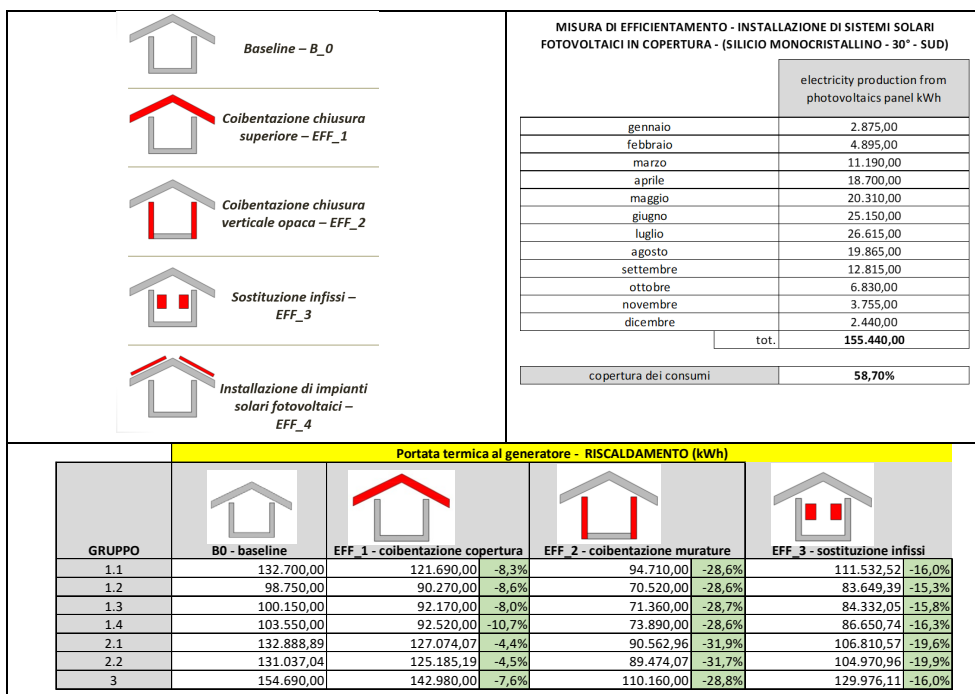 Baseline – B_0
Coibentazione chiusura
superiore – EFF_1
Coibentazione chiusura
verticale opaca – EFF_2
Sostituzione infissi –
EFF_3
Installazione di impianti
solari fotovoltaici –
EFF_4
MISURA DI EFFICIENTAMENTO - INSTALLAZIONE DI SISTEMI SOLARI
FOTOVOLTAICI IN COPERTURA - (SILICIO MONOCRISTALLINO - 30° - SUD)
electricity production from
photovoltaics panel kWh
gennaio 2.875,00
febbraio 4.895,00
marzo 11.190,00
aprile 18.700,00
maggio 20.310,00
giugno 25.150,00
luglio 26.615,00
agosto 19.865,00
settembre 12.815,00
ottobre 6.830,00
novembre 3.755,00
dicembre 2.440,00
tot. 155.440,00
copertura dei consumi 58,70%
Portata termica al generatore - RISCALDAMENTO (kWh)
GRUPPO B0 - baseline EFF_1 - coibentazione copertura EFF_2 - coibentazione murature EFF_3 - sostituzione infissi
1.1 132.700,00 121.690,00 -8,3% 94.710,00 -28,6% 111.532,52 -16,0%
1.2 98.750,00 90.270,00 -8,6% 70.520,00 -28,6% 83.649,39 -15,3%
1.3 100.150,00 92.170,00 -8,0% 71.360,00 -28,7% 84.332,05 -15,8%
1.4 103.550,00 92.520,00 -10,7% 73.890,00 -28,6% 86.650,74 -16,3%
2.1 132.888,89 127.074,07 -4,4% 90.562,96 -31,9% 106.810,57 -19,6%
2.2 131.037,04 125.185,19 -4,5% 89.474,07 -31,7% 104.970,96 -19,9%
3 154.690,00 142.980,00 -7,6% 110.160,00 -28,8% 129.976,11 -16,0%